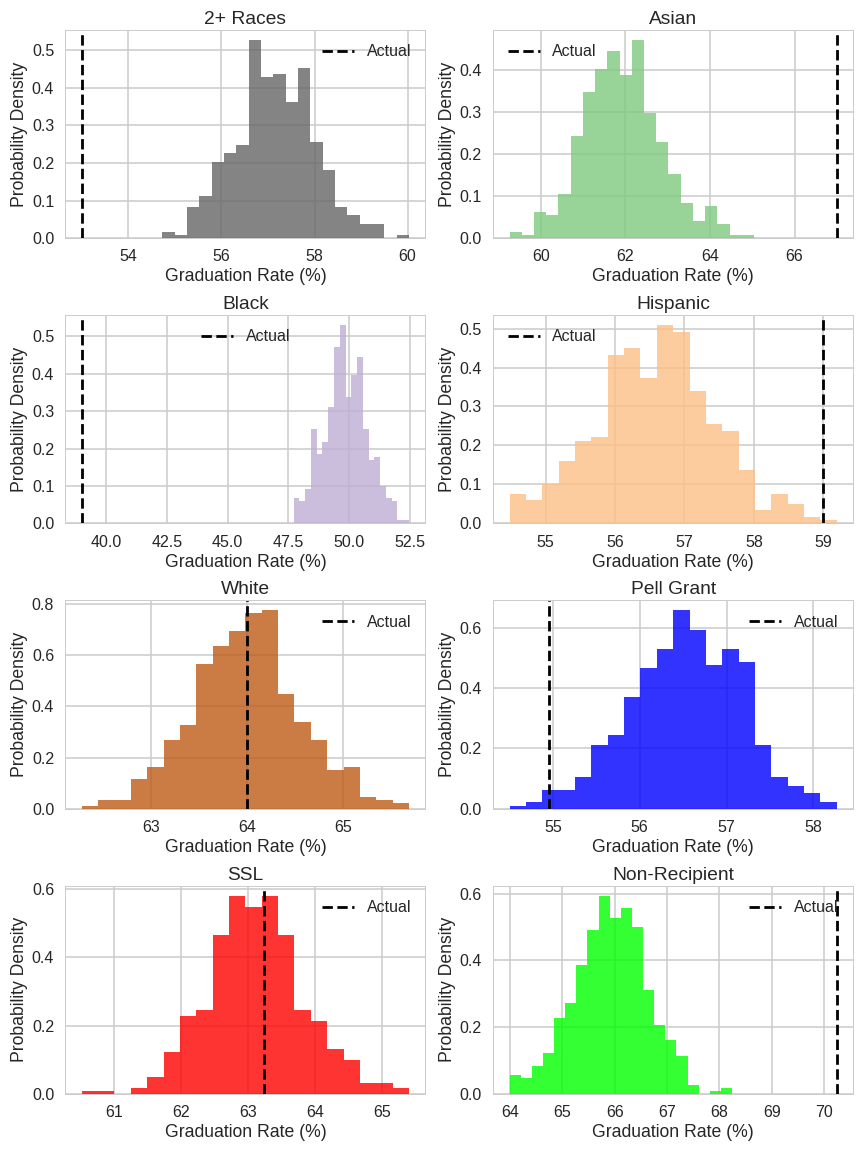 2+ Races
Asian
Probability Density
0.5
0.4
0.3
0.2
0.1
0.0
Actual
54
56
58
60
Graduation Rate (%)
Probability Density
0.4
0.3
0.2
0.1
0.0
Actual
60
62
64
66
Graduation Rate (%)
Black
Hispanic
Probability Density
0.5
0.4
0.3
0.2
0.1
0.0
Actual
40.0
42.5
45.0
47.5
50.0
52.5
Graduation Rate (%)
Probability Density
0.5
0.4
0.3
0.2
0.1
0.0
Actual
55
56
57
58
59
Graduation Rate (%)
White
Pell Grant
Probability Density
0.8
0.6
0.4
0.2
0.0
Actual
63
64
65
Graduation Rate (%)
Probability Density
0.6
0.4
0.2
0.0
Actual
55
56
57
58
Graduation Rate (%)
SSL
Non-Recipient
Probability Density
0.6
0.4
0.2
0.0
Actual
61
62
63
64
65
Graduation Rate (%)
Probability Density
0.6
0.4
0.2
0.0
Actual
64
65
66
67
68
69
70
Graduation Rate (%)